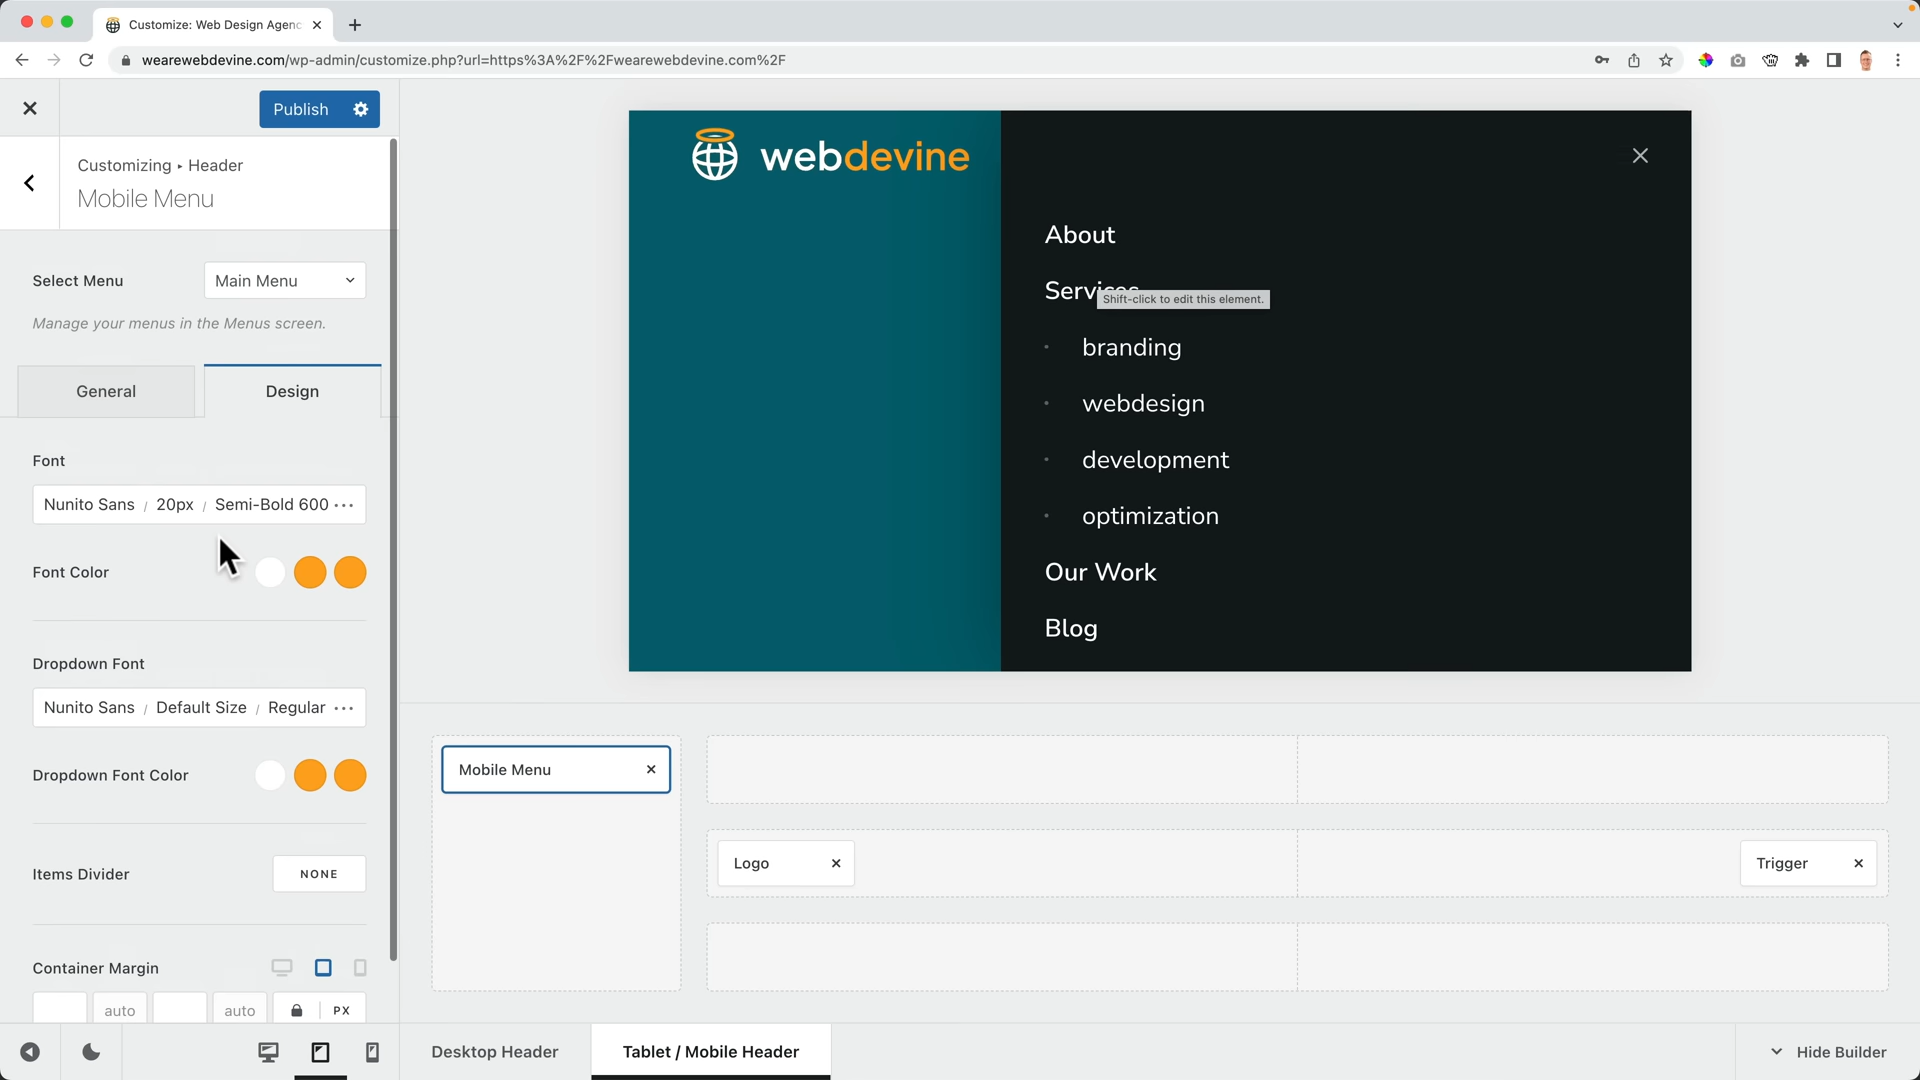 Customize: Web Design Agenc
wearewebdevine.com/wp-admin/customize.php?url=https%3A%2F%2Fwearewebdevine.com%2F
Publish
Customizing ▸ Header
Mobile Menu
Select Menu
Main Menu
Manage your menus in the Menus screen.
General
Design
Font
Nunito Sans / 20px / Semi-Bold 600
Font Color
Dropdown Font
Nunito Sans / Default Size / Regular
Dropdown Font Color
Items Divider
NONE
Container Margin
auto
auto
PX
webdevine
About
Services
Shift-click to edit this element.
branding
webdesign
development
optimization
Our Work
Blog
Mobile Menu
Logo
Trigger
Desktop Header
Tablet / Mobile Header
Hide Builder